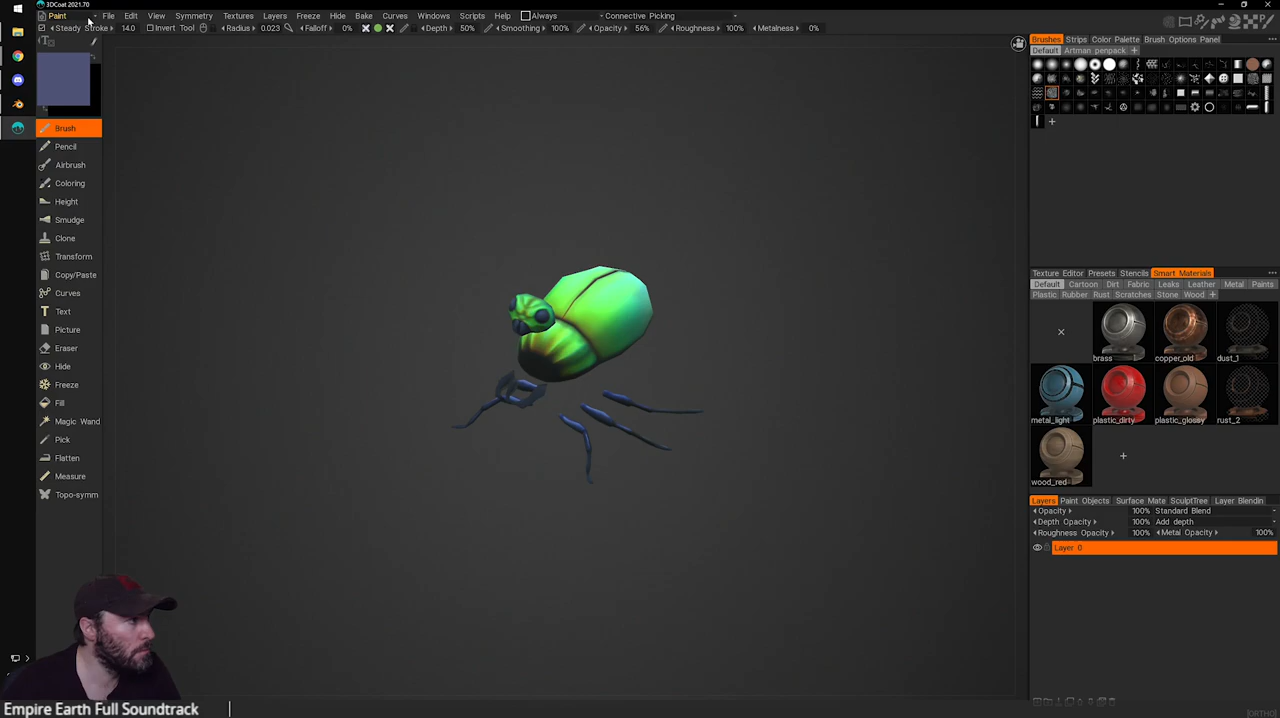 3DCoat 2021.70
Paint File Edit View Symmetry Textures Layers Freeze Hide Bake Curves Windows Scripts Help Always Connective Picking
Steady Stroke 14.0 Invert Tool Radius 0.023 Falloff 0% Depth 50% Smoothing 100% Opacity 56% Roughness 100% Metalness 0%
Brush
Pencil
Airbrush
Coloring
Height
Smudge
Clone
Transform
Copy/Paste
Curves
Text
Picture
Eraser
Hide
Freeze
Fill
Magic Wand
Pick
Flatten
Measure
Topo-symm
Brushes Strips Color Palette Brush Options Panel
Default Artman penpack
Texture Editor Presets Stencils Smart Materials
Default Cartoon Dirt Fabric Leaks Leather Metal Paints
Plastic Rubber Rust Scratches Stone Wood
brass copper_old dust_1
metal_light plastic_dirty plastic_glossy rust_2
wood_red
Layers Paint Objects Surface Mate SculptTree Layer Blendin
Opacity 100% Standard Blend
Depth Opacity 100% Add depth
Roughness Opacity 100% Metal Opacity 100%
Layer 0
Empire Earth Full Soundtrack
[ORTHO]